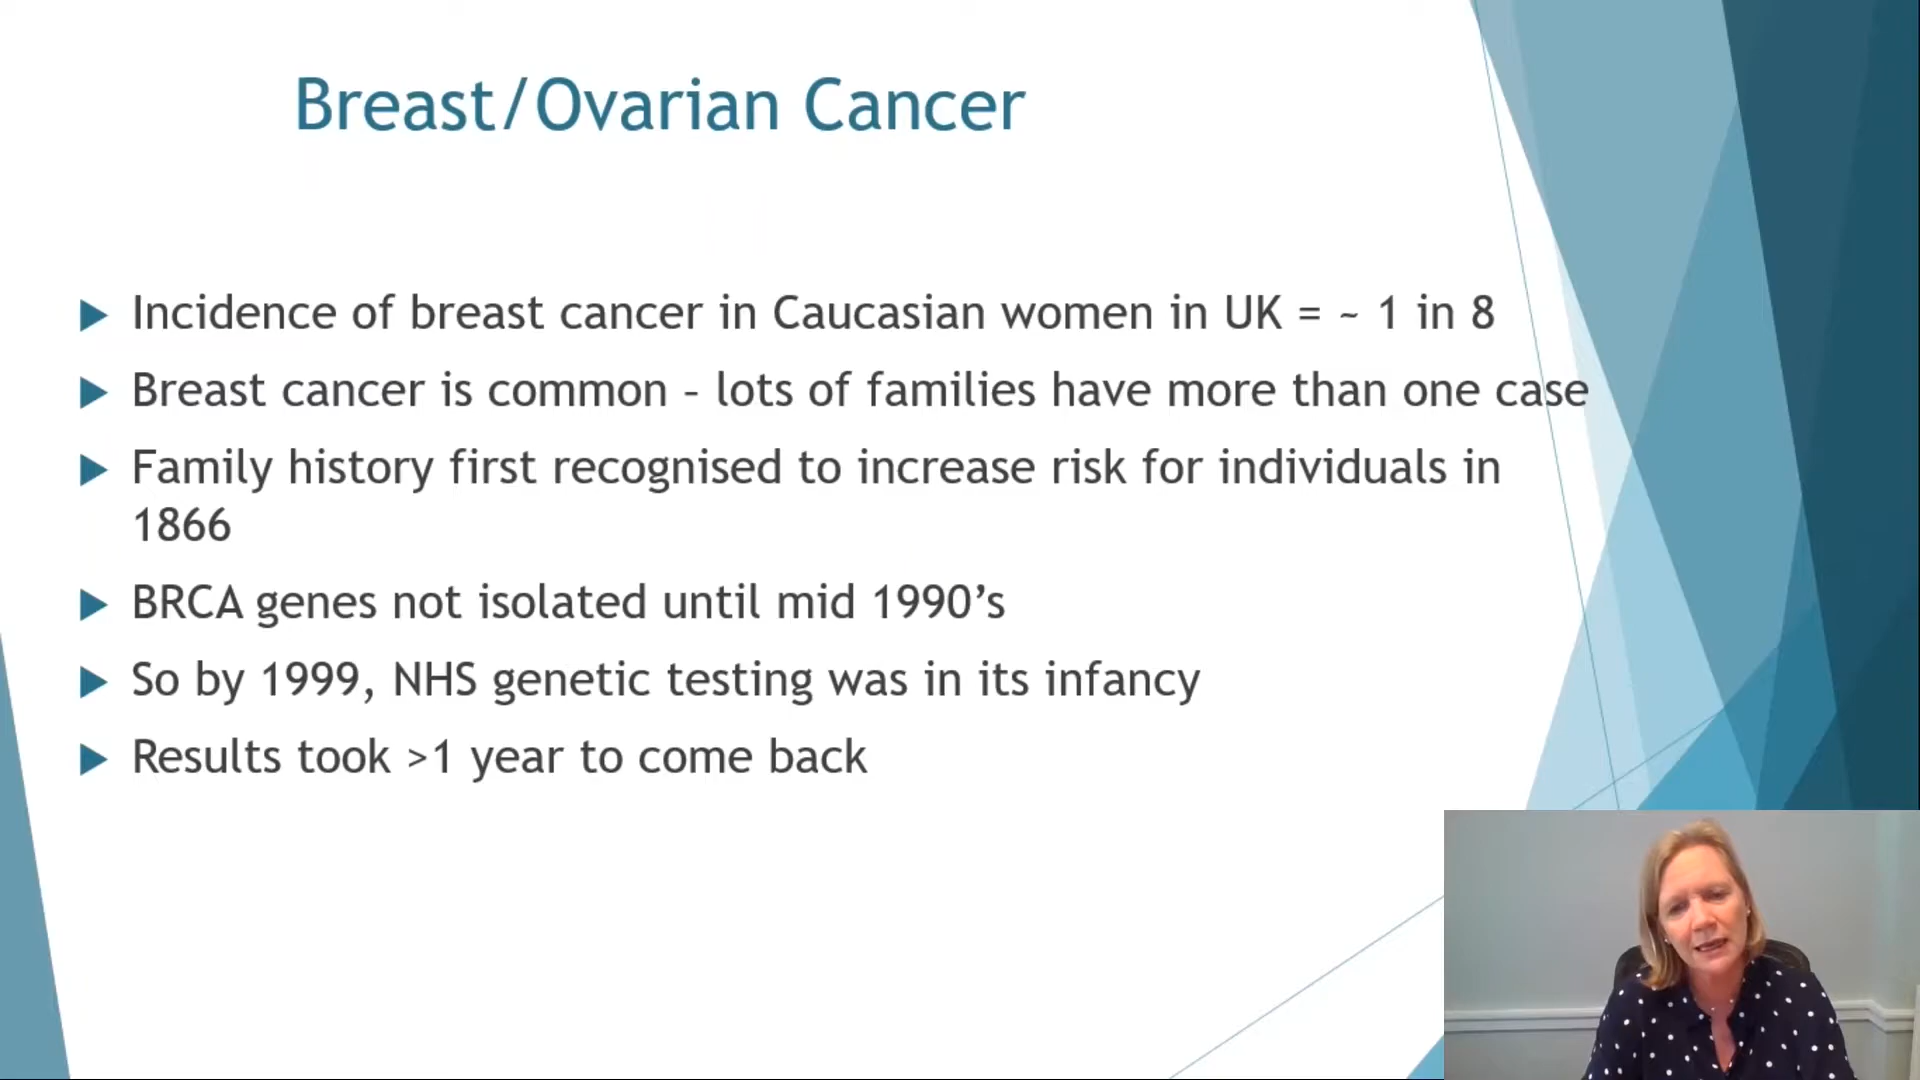 Breast/Ovarian Cancer
Incidence of breast cancer in Caucasian women in UK = ~ 1 in 8
Breast cancer is common – lots of families have more than one case
Family history first recognised to increase risk for individuals in
1866
BRCA genes not isolated until mid 1990’s
So by 1999, NHS genetic testing was in its infancy
Results took >1 year to come back